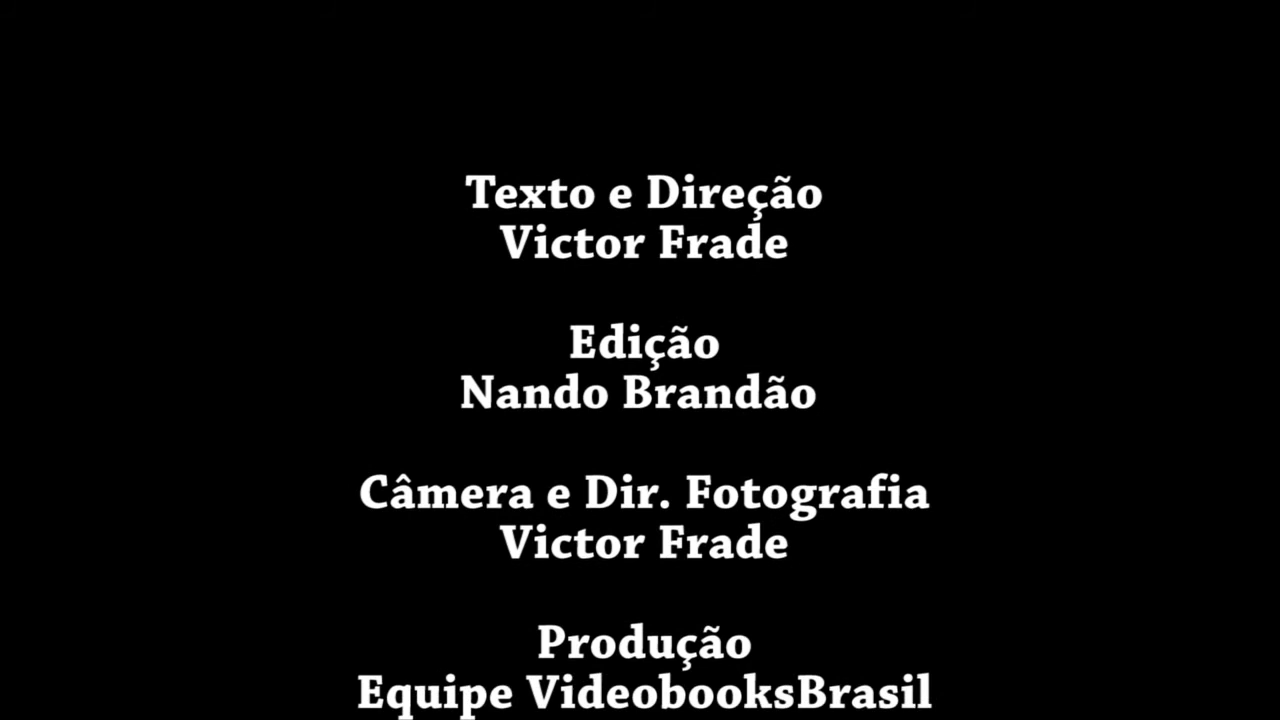 Texto e Direção
Victor Frade
Edição
Nando Brandão
Câmera e Dir. Fotografia
Victor Frade
Produção
Equipe VideobooksBrasil